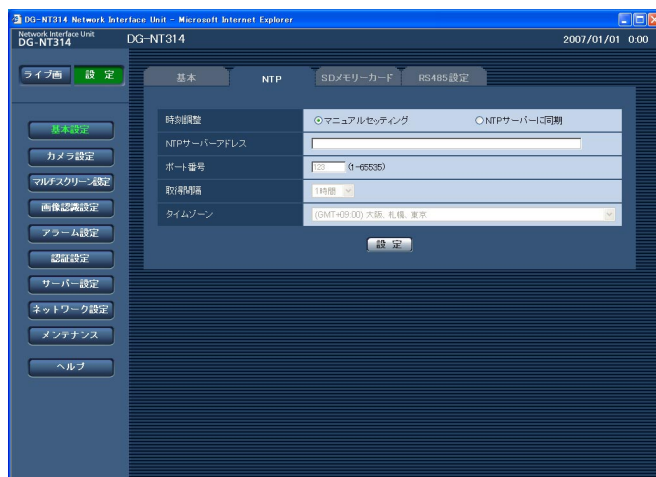 DG-NT314 Network Interface Unit - Microsoft Internet Explorer
Network Interface Unit
DG-NT314
DG-NT314
2007/01/01 0:00
ライブ画
設 定
基本
NTP
SDメモリーカード
RS485設定
基本設定
カメラ設定
マルチスクリーン設定
画像認識設定
アラーム設定
認証設定
サーバー設定
ネットワーク設定
メンテナンス
ヘルプ
時刻調整
マニュアルセッティング
NTPサーバーに同期
NTPサーバーアドレス
ポート番号
123 (1-65535)
取得間隔
1時間
タイムゾーン
(GMT+09:00) 大阪、札幌、東京
設 定